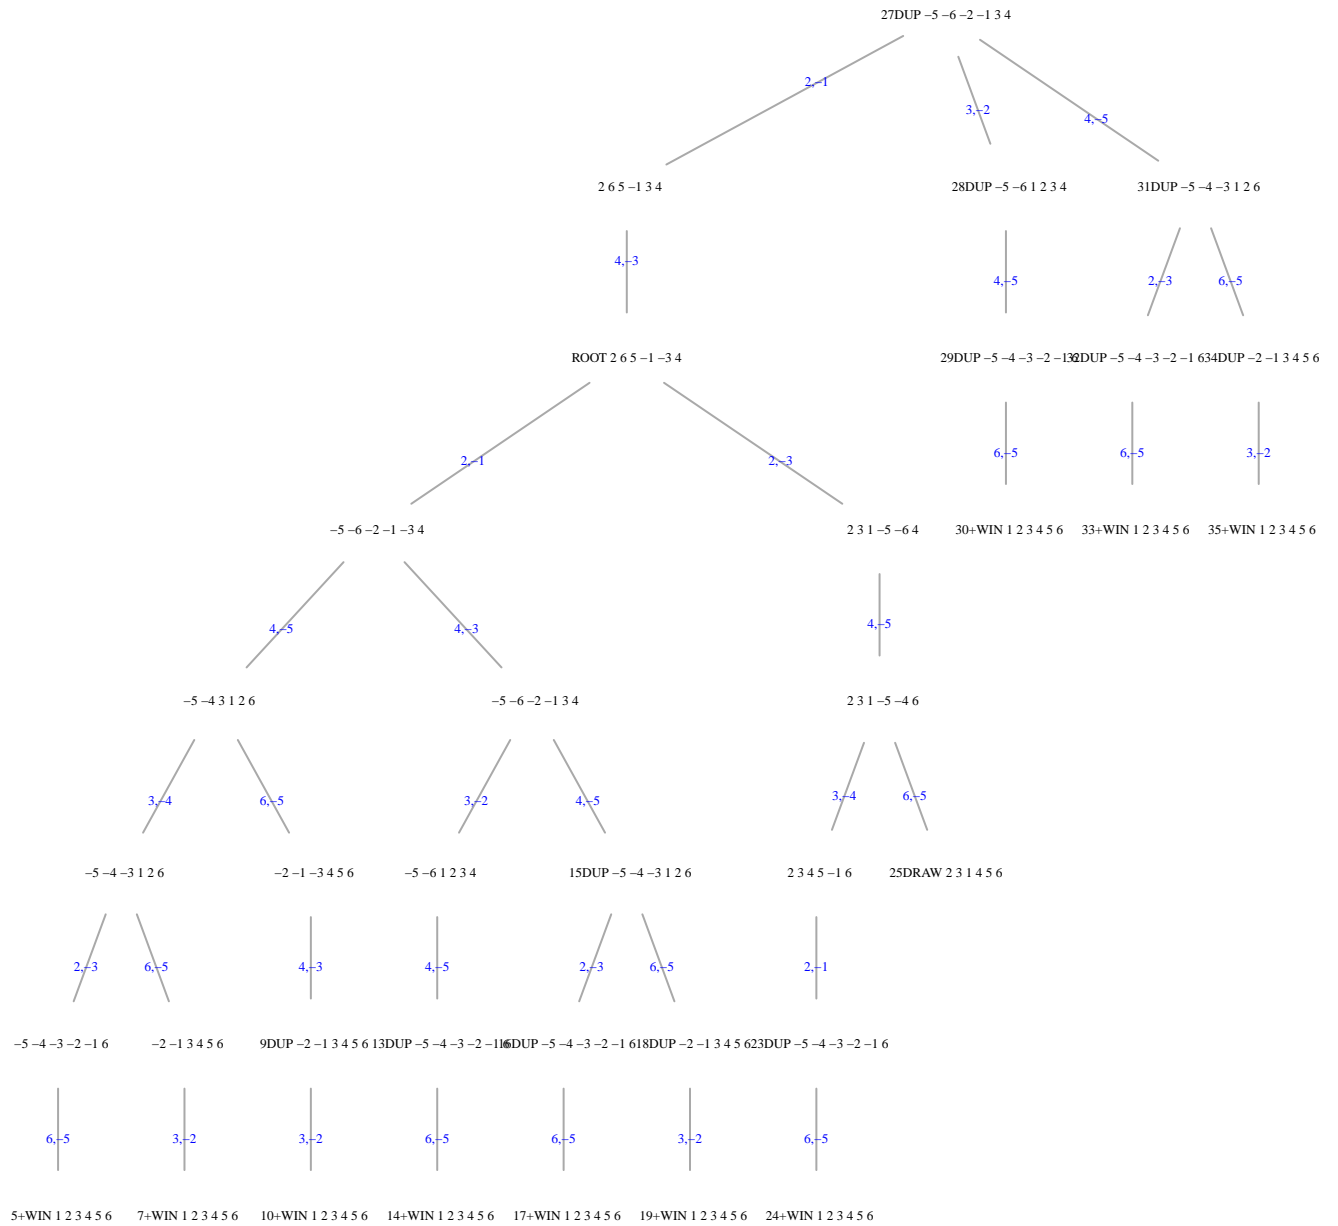 27DUP −5 −6 −2 −1 3 4
2,−1
3,−2
4,−5
2 6 5 −1 3 4
28DUP −5 −6 1 2 3 4
31DUP −5 −4 −3 1 2 6
4,−3
4,−5
2,−3
6,−5
ROOT 2 6 5 −1 −3 4
29DUP −5 −4 −3 −2 −1 6
32DUP −5 −4 −3 −2 −1 6
34DUP −2 −1 3 4 5 6
2,−1
2,−3
6,−5
6,−5
3,−2
−5 −6 −2 −1 −3 4
2 3 1 −5 −6 4
30+WIN 1 2 3 4 5 6
33+WIN 1 2 3 4 5 6
35+WIN 1 2 3 4 5 6
4,−5
4,−3
4,−5
−5 −4 3 1 2 6
−5 −6 −2 −1 3 4
2 3 1 −5 −4 6
3,−4
6,−5
3,−2
4,−5
3,−4
6,−5
−5 −4 −3 1 2 6
−2 −1 −3 4 5 6
−5 −6 1 2 3 4
15DUP −5 −4 −3 1 2 6
2 3 4 5 −1 6
25DRAW 2 3 1 4 5 6
2,−3
6,−5
4,−3
4,−5
2,−3
6,−5
2,−1
−5 −4 −3 −2 −1 6
−2 −1 3 4 5 6
9DUP −2 −1 3 4 5 6
13DUP −5 −4 −3 −2 −1 6
16DUP −5 −4 −3 −2 −1 6
18DUP −2 −1 3 4 5 6
23DUP −5 −4 −3 −2 −1 6
6,−5
3,−2
3,−2
6,−5
6,−5
3,−2
6,−5
5+WIN 1 2 3 4 5 6
7+WIN 1 2 3 4 5 6
10+WIN 1 2 3 4 5 6
14+WIN 1 2 3 4 5 6
17+WIN 1 2 3 4 5 6
19+WIN 1 2 3 4 5 6
24+WIN 1 2 3 4 5 6